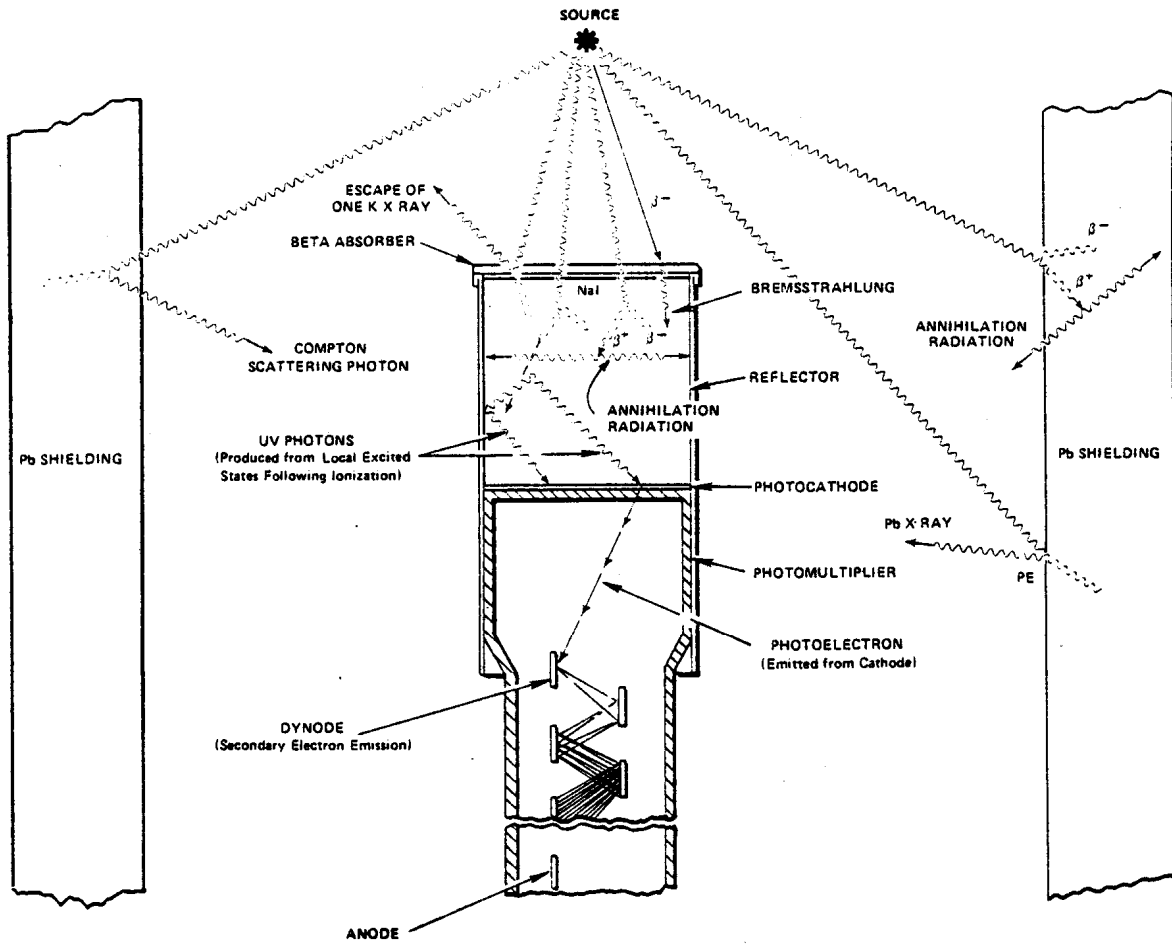 SOURCE
ESCAPE OF
ONE K X RAY
β−
BETA ABSORBER
NaI
BREMSSTRAHLUNG
β−
β+
ANNIHILATION
RADIATION
COMPTON
SCATTERING PHOTON
β+
β−
REFLECTOR
ANNIHILATION
RADIATION
UV PHOTONS
(Produced from Local Excited
States Following Ionization)
Pb SHIELDING
Pb SHIELDING
PHOTOCATHODE
Pb X-RAY
PHOTOMULTIPLIER
PE
PHOTOELECTRON
(Emitted from Cathode)
DYNODE
(Secondary Electron Emission)
ANODE